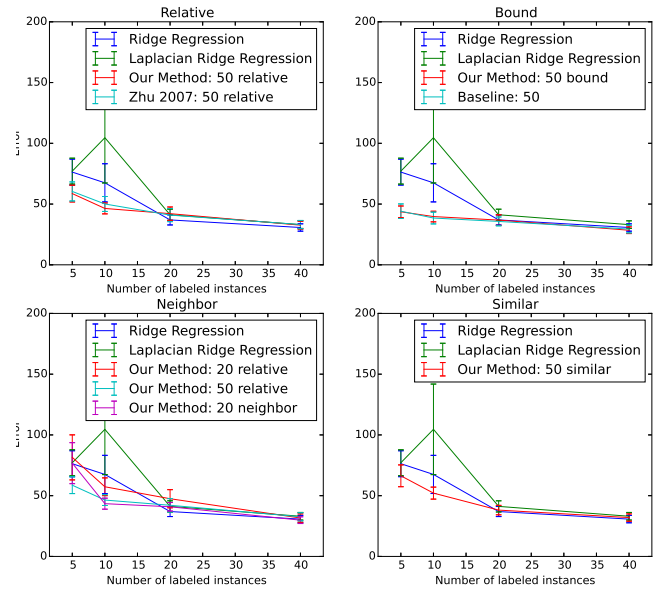 Relative
200
150
100
50
0
Error
Ridge Regression
Laplacian Ridge Regression
Our Method: 50 relative
Zhu 2007: 50 relative
5 10 15 20 25 30 35 40
Number of labeled instances
Bound
200
150
100
50
0
Ridge Regression
Laplacian Ridge Regression
Our Method: 50 bound
Baseline: 50
5 10 15 20 25 30 35 40
Number of labeled instances
Neighbor
200
150
100
50
0
Error
Ridge Regression
Laplacian Ridge Regression
Our Method: 20 relative
Our Method: 50 relative
Our Method: 20 neighbor
5 10 15 20 25 30 35 40
Number of labeled instances
Similar
200
150
100
50
0
Ridge Regression
Laplacian Ridge Regression
Our Method: 50 similar
5 10 15 20 25 30 35 40
Number of labeled instances